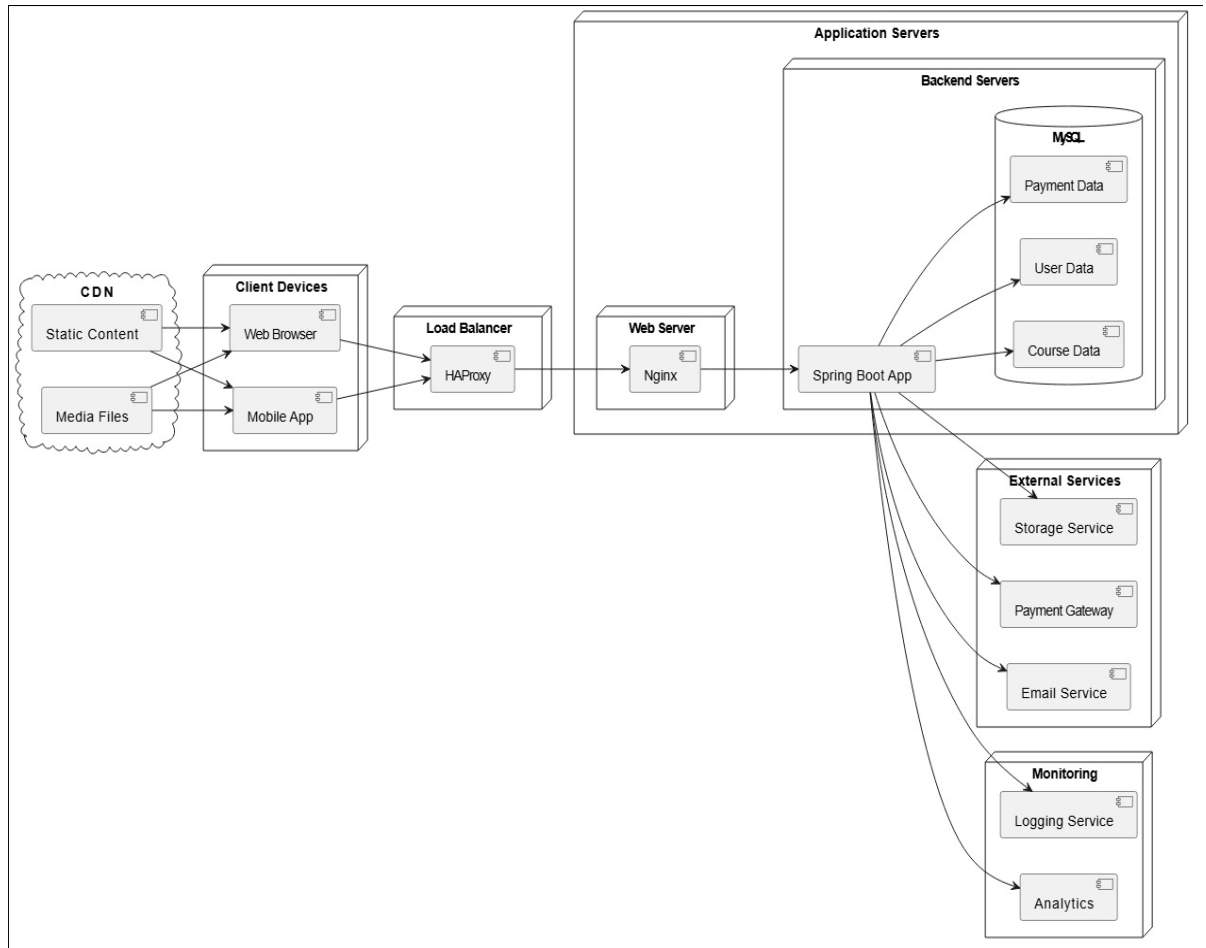 Application Servers
Backend Servers
MySQL
Payment Data
User Data
Course Data
CDN
Static Content
Media Files
Client Devices
Web Browser
Mobile App
Load Balancer
HAProxy
Web Server
Nginx
Spring Boot App
External Services
Storage Service
Payment Gateway
Email Service
Monitoring
Logging Service
Analytics